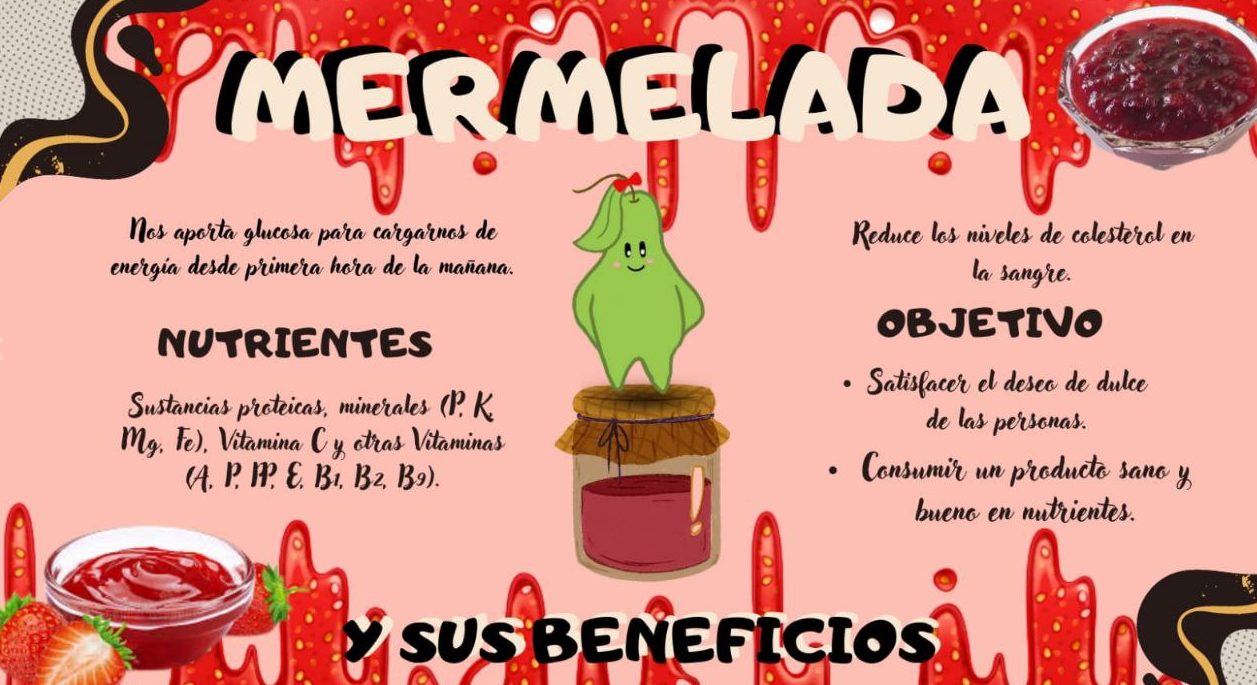 MERMELADA
Nos aporta glucosa para cargarnos de
energía desde primera hora de la mañana.
NUTRIENTES
Sustancias proteicas, minerales (P, K,
Mg, Fe), Vitamina C y otras Vitaminas
(A, P, PP, E, B1, B2, B9).
Reduce los niveles de colesterol en
la sangre.
OBJETIVO
• Satisfacer el deseo de dulce
de las personas.
• Consumir un producto sano y
bueno en nutrientes.
Y SUS BENEFICIOS